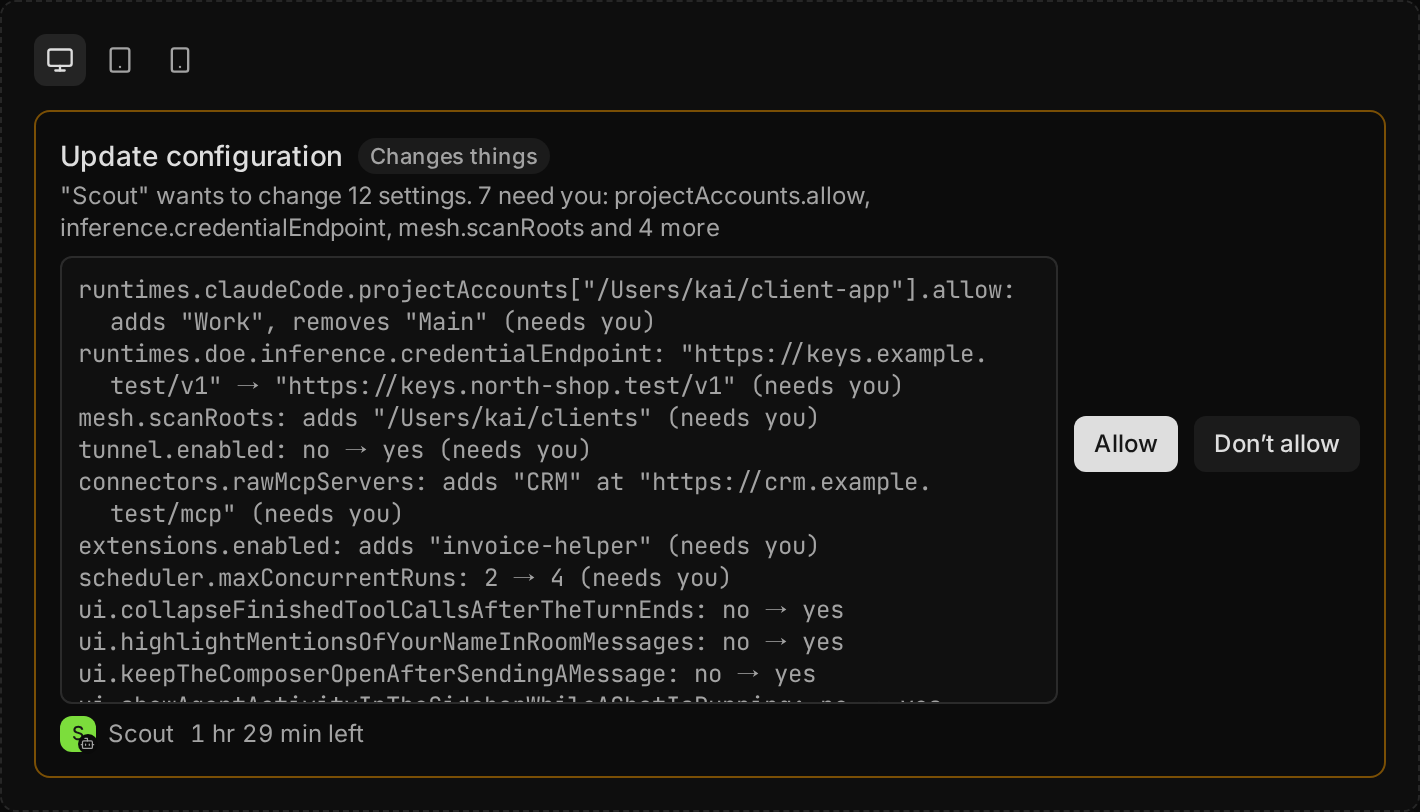 Update configuration Changes things
"Scout" wants to change 12 settings. 7 need you: projectAccounts.allow,
inference.credentialEndpoint, mesh.scanRoots and 4 more
runtimes.claudeCode.projectAccounts["/Users/kai/client-app"].allow:
adds "Work", removes "Main" (needs you)
runtimes.doe.inference.credentialEndpoint: "https://keys.example.
test/v1" → "https://keys.north-shop.test/v1" (needs you)
mesh.scanRoots: adds "/Users/kai/clients" (needs you)
tunnel.enabled: no → yes (needs you)
connectors.rawMcpServers: adds "CRM" at "https://crm.example.
test/mcp" (needs you)
extensions.enabled: adds "invoice-helper" (needs you)
scheduler.maxConcurrentRuns: 2 → 4 (needs you)
ui.collapseFinishedToolCallsAfterTheTurnEnds: no → yes
ui.highlightMentionsOfYourNameInRoomMessages: no → yes
ui.keepTheComposerOpenAfterSendingAMessage: no → yes
ui.showAgentActivityInTheSidebarWhileAChatIsRunning: no → yes
Allow
Don’t allow
S
Scout 1 hr 29 min left